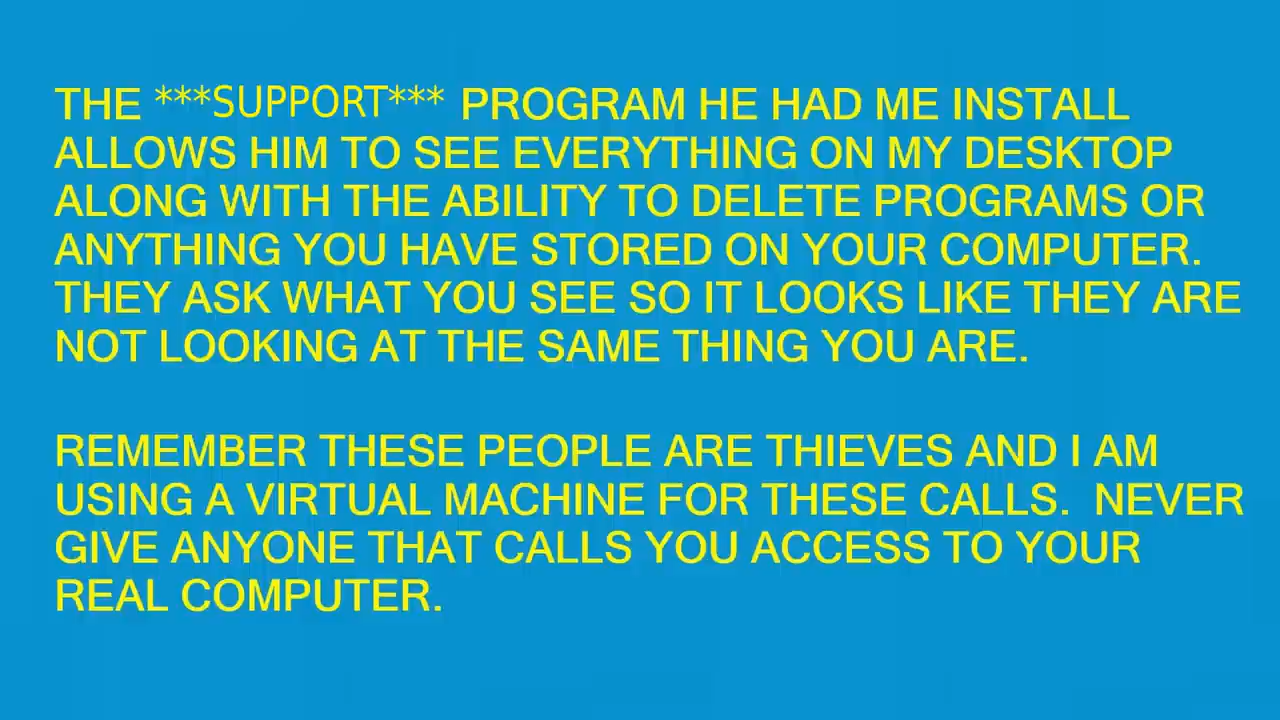 THE ***SUPPORT*** PROGRAM HE HAD ME INSTALL
ALLOWS HIM TO SEE EVERYTHING ON MY DESKTOP
ALONG WITH THE ABILITY TO DELETE PROGRAMS OR
ANYTHING YOU HAVE STORED ON YOUR COMPUTER.
THEY ASK WHAT YOU SEE SO IT LOOKS LIKE THEY ARE
NOT LOOKING AT THE SAME THING YOU ARE.
REMEMBER THESE PEOPLE ARE THIEVES AND I AM
USING A VIRTUAL MACHINE FOR THESE CALLS.  NEVER
GIVE ANYONE THAT CALLS YOU ACCESS TO YOUR
REAL COMPUTER.